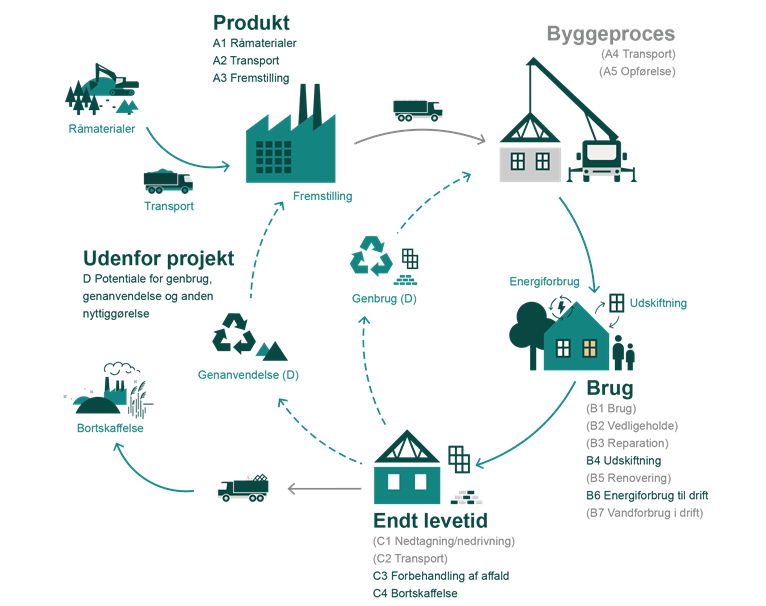 Produkt
A1 Råmaterialer
A2 Transport
A3 Fremstilling
Byggeproces
(A4 Transport)
(A5 Opførelse)
Råmaterialer
Transport
Fremstilling
Udenfor projekt
D Potentiale for genbrug,
genanvendelse og anden
nyttiggørelse
Genbrug (D)
Energiforbrug
Udskiftning
Genanvendelse (D)
Brug
(B1 Brug)
(B2 Vedligeholde)
(B3 Reparation)
B4 Udskiftning
(B5 Renovering)
B6 Energiforbrug til drift
(B7 Vandforbrug i drift)
Bortskaffelse
Endt levetid
(C1 Nedtagning/nedrivning)
(C2 Transport)
C3 Forbehandling af affald
C4 Bortskaffelse